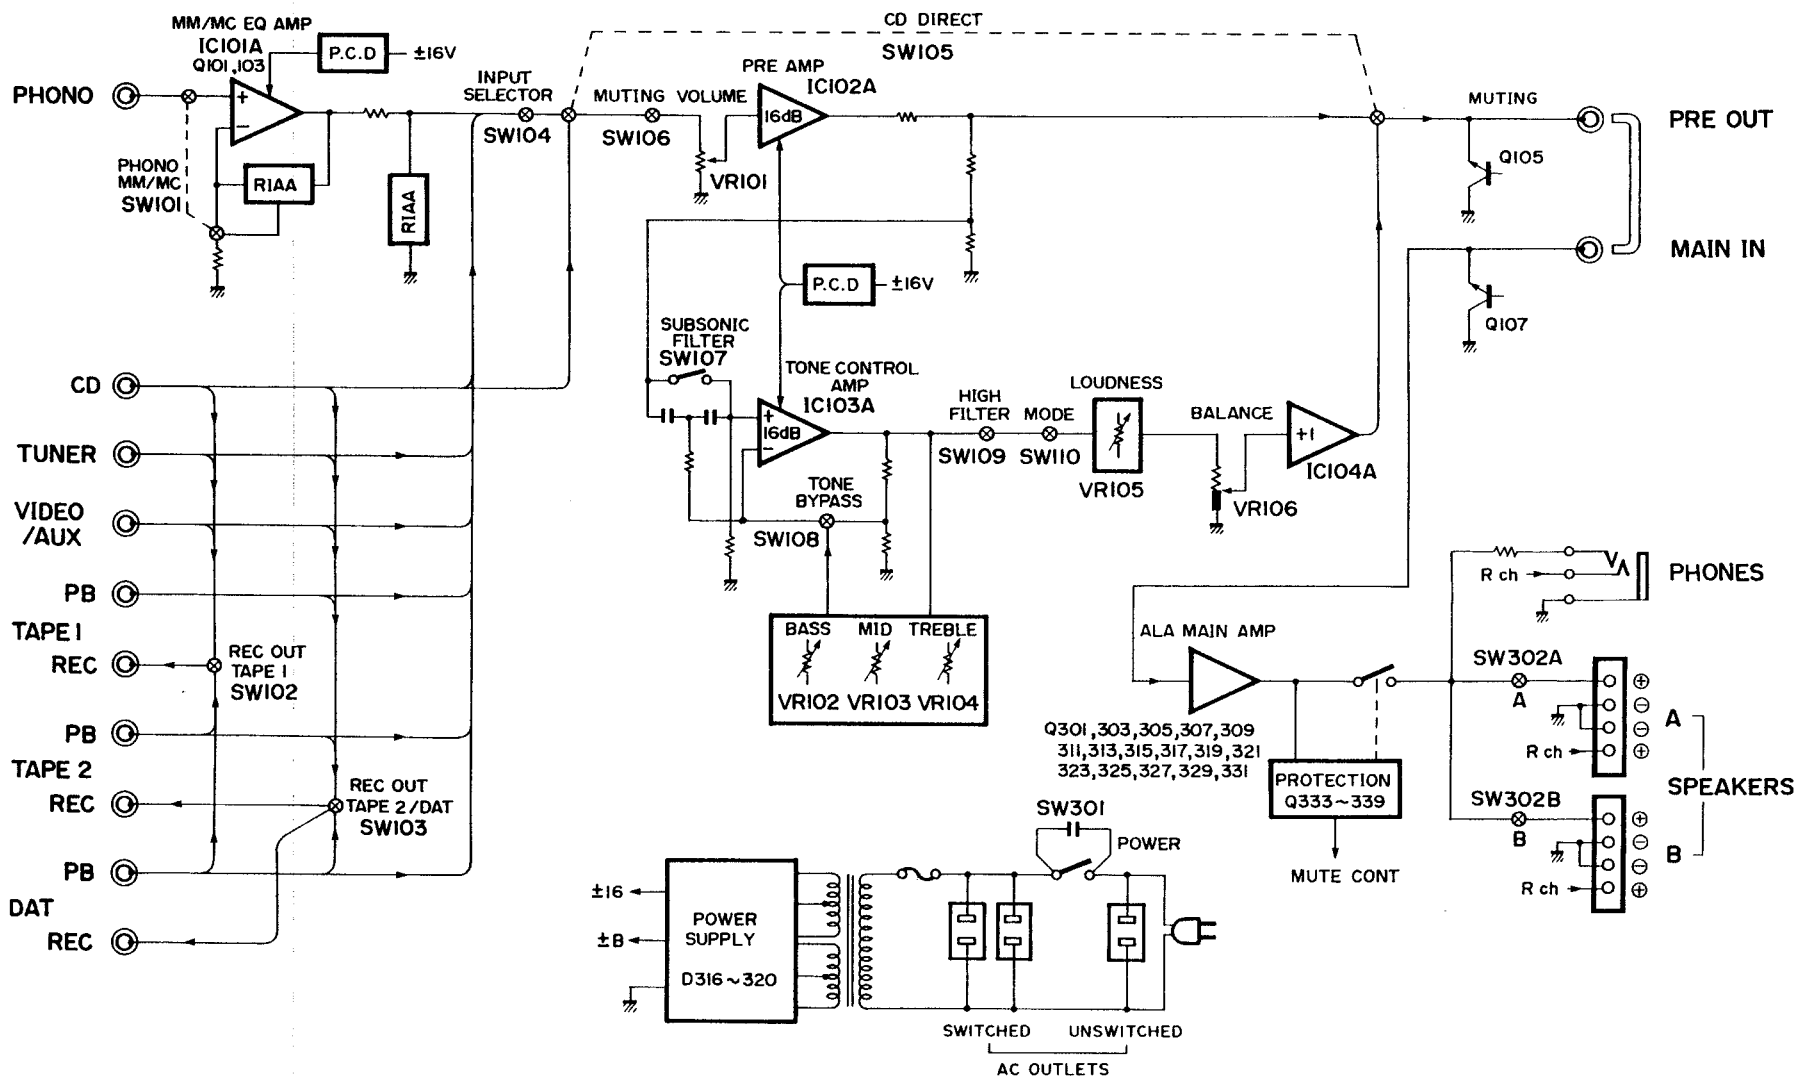 MM/MC EQ AMP
IC101A
Q101,103
P.C.D
±16V
CD DIRECT
SW105
PHONO
+
−
INPUT
SELECTOR
SW104
MUTING
SW106
VOLUME
VR101
PRE AMP
IC102A
16dB
MUTING
Q105
PRE OUT
PHONO
MM/MC
SW101
RIAA
RIAA
MAIN IN
Q107
P.C.D
±16V
SUBSONIC
FILTER
SW107
CD
TONE CONTROL
AMP
IC103A
+
16dB
−
HIGH
FILTER
SW109
MODE
SW110
LOUDNESS
VR105
BALANCE
VR106
+1
IC104A
TUNER
TONE
BYPASS
SW108
VIDEO
/AUX
PB
TAPE 1
REC
REC OUT
TAPE 1
SW102
BASS
MID
TREBLE
VR102
VR103
VR104
R ch
PHONES
ALA MAIN AMP
Q301,303,305,307,309
311,313,315,317,319,321
323,325,327,329,331
SW302A
A
⊕
⊖
⊖
R ch
⊕
A
SPEAKERS
PB
TAPE 2
REC
REC OUT
TAPE 2/DAT
SW103
PROTECTION
Q333~339
MUTE CONT
SW302B
B
⊕
⊖
⊖
R ch
⊕
B
PB
DAT
REC
SW301
POWER
±16
±B
POWER
SUPPLY
D316~320
SWITCHED
UNSWITCHED
AC OUTLETS